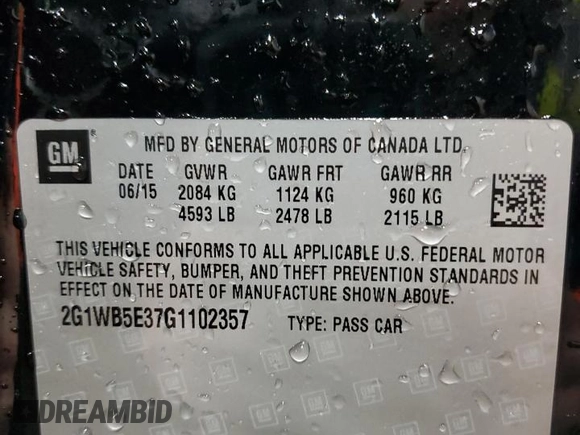 GM
MFD BY GENERAL MOTORS OF CANADA LTD.
DATE GVWR GAWR FRT GAWR RR
06/15 2084 KG 1124 KG 960 KG
4593 LB 2478 LB 2115 LB
THIS VEHICLE CONFORMS TO ALL APPLICABLE U.S. FEDERAL MOTOR
VEHICLE SAFETY, BUMPER, AND THEFT PREVENTION STANDARDS IN
EFFECT ON THE DATE OF MANUFACTURE SHOWN ABOVE.
2G1WB5E37G1102357 TYPE: PASS CAR
DREAMBID